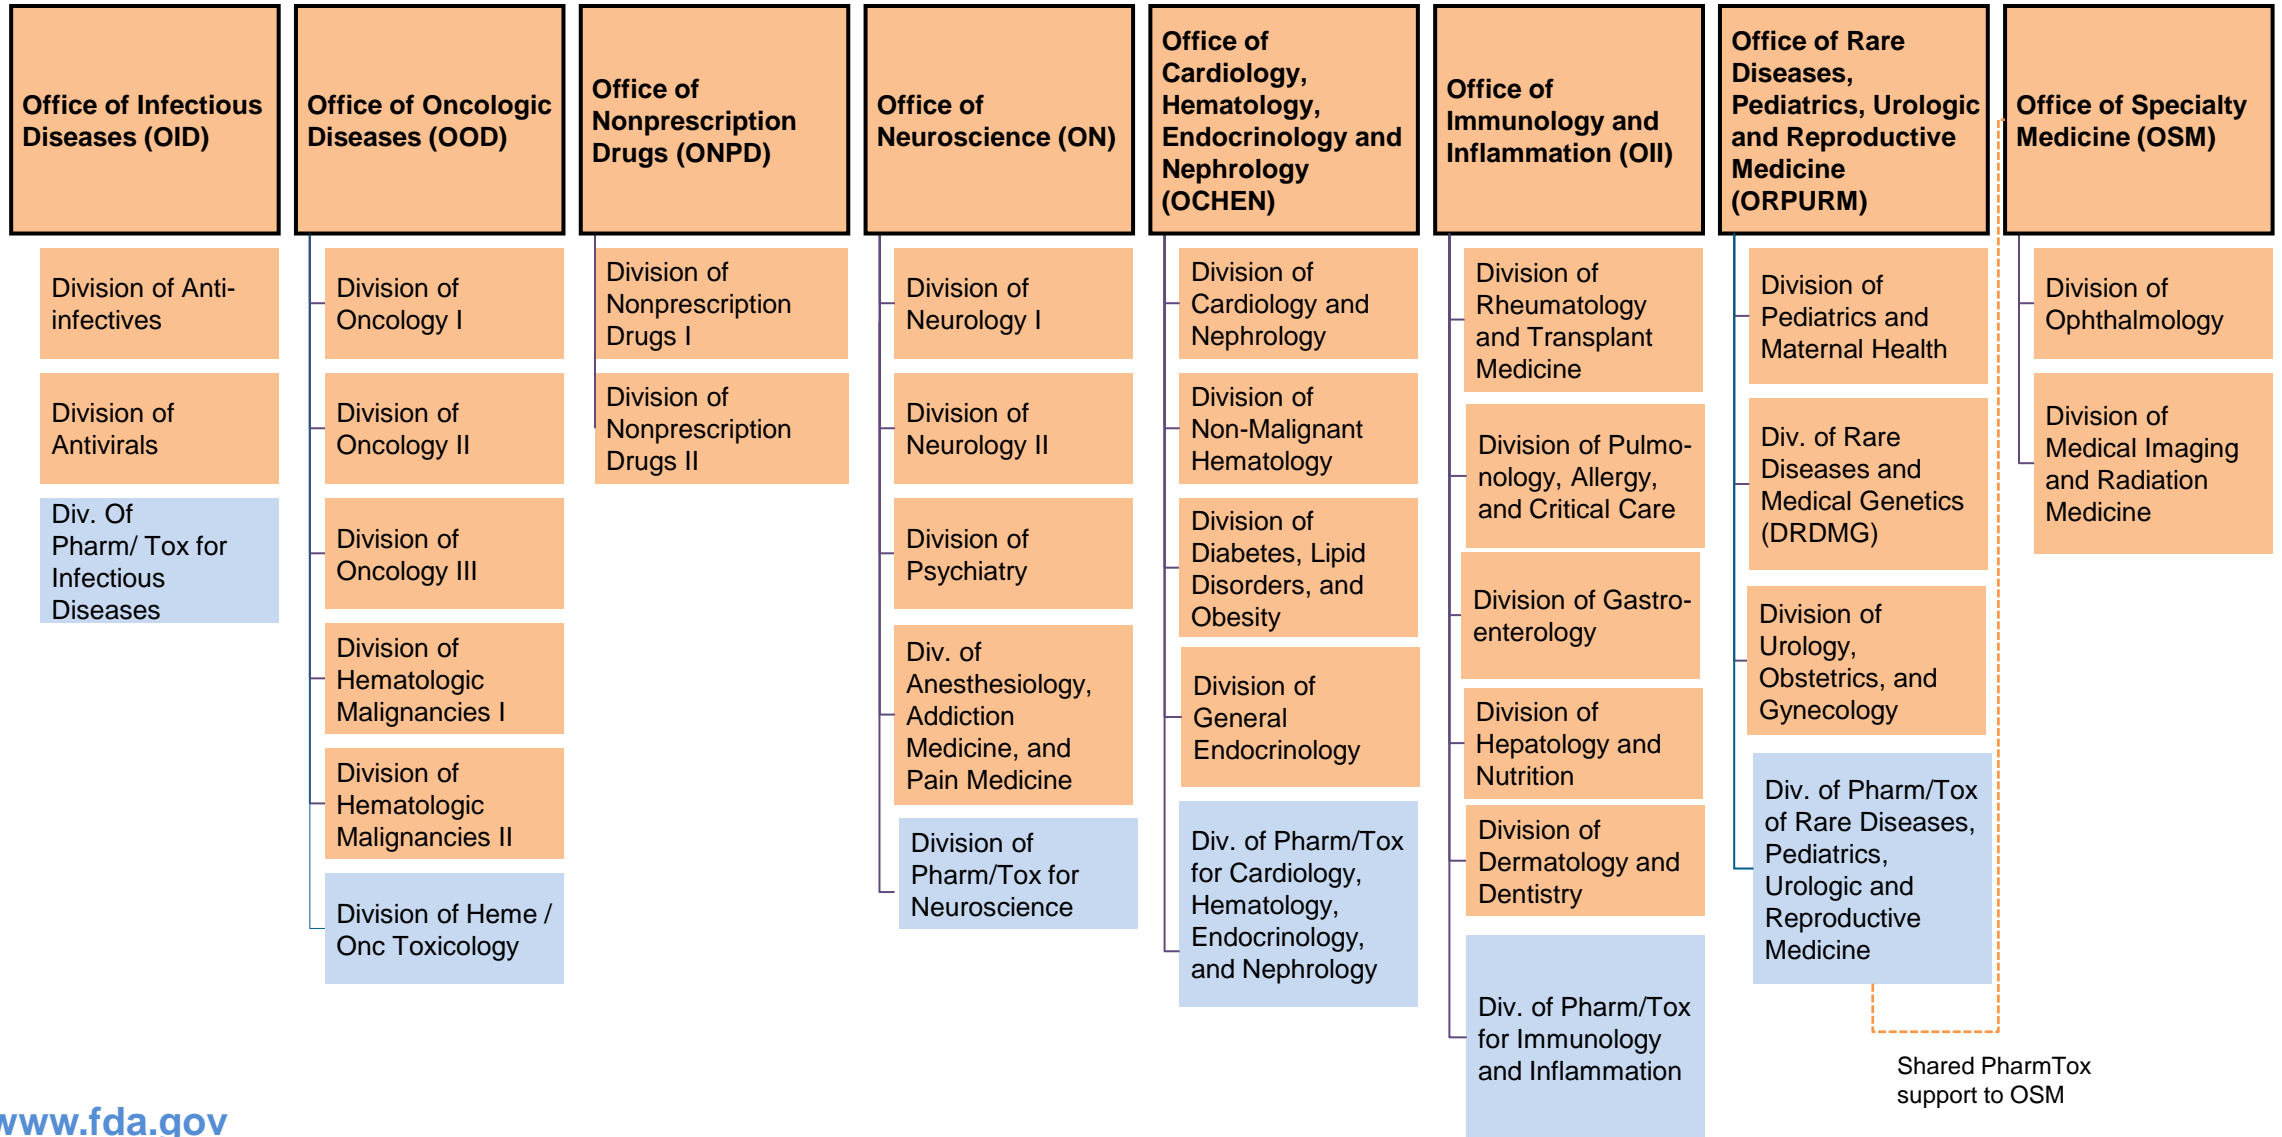 Office of Infectious
Diseases (OID)
Division of Anti-
infectives
Division of
Antivirals
Div. Of
Pharm/ Tox for
Infectious
Diseases
Office of Oncologic
Diseases (OOD)
Division of
Oncology I
Division of
Oncology II
Division of
Oncology III
Division of
Hematologic
Malignancies I
Division of
Hematologic
Malignancies II
Division of Heme /
Onc Toxicology
Office of
Nonprescription
Drugs (ONPD)
Division of
Nonprescription
Drugs I
Division of
Nonprescription
Drugs II
Office of
Neuroscience (ON)
Division of
Neurology I
Division of
Neurology II
Division of
Psychiatry
Div. of
Anesthesiology,
Addiction
Medicine, and
Pain Medicine
Division of
Pharm/Tox for
Neuroscience
Office of
Cardiology,
Hematology,
Endocrinology and
Nephrology
(OCHEN)
Division of
Cardiology and
Nephrology
Division of
Non-Malignant
Hematology
Division of
Diabetes, Lipid
Disorders, and
Obesity
Division of
General
Endocrinology
Div. of Pharm/Tox
for Cardiology,
Hematology,
Endocrinology,
and Nephrology
Office of
Immunology and
Inflammation (OII)
Division of
Rheumatology
and Transplant
Medicine
Division of Pulmo-
nology, Allergy,
and Critical Care
Division of Gastro-
enterology
Division of
Hepatology and
Nutrition
Division of
Dermatology and
Dentistry
Div. of Pharm/Tox
for Immunology
and Inflammation
Office of Rare
Diseases,
Pediatrics, Urologic
and Reproductive
Medicine
(ORPURM)
Division of
Pediatrics and
Maternal Health
Div. of Rare
Diseases and
Medical Genetics
(DRDMG)
Division of
Urology,
Obstetrics, and
Gynecology
Div. of Pharm/Tox
of Rare Diseases,
Pediatrics,
Urologic and
Reproductive
Medicine
Office of Specialty
Medicine (OSM)
Division of
Ophthalmology
Division of
Medical Imaging
and Radiation
Medicine
Shared PharmTox
support to OSM
www.fda.gov